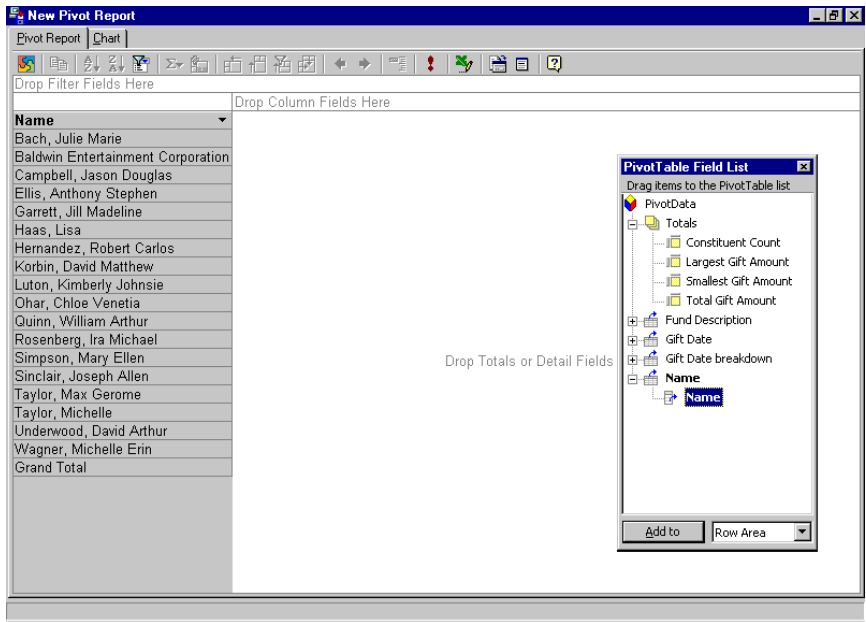 New Pivot Report
Pivot Report Chart
Drop Filter Fields Here
Drop Column Fields Here
Name
Bach, Julie Marie
Baldwin Entertainment Corporation
Campbell, Jason Douglas
Ellis, Anthony Stephen
Garrett, Jill Madeline
Haas, Lisa
Hernandez, Robert Carlos
Korbin, David Matthew
Luton, Kimberly Johnsie
Ohar, Chloe Venetia
Quinn, William Arthur
Rosenberg, Ira Michael
Simpson, Mary Ellen
Sinclair, Joseph Allen
Taylor, Max Gerome
Taylor, Michelle
Underwood, David Arthur
Wagner, Michelle Erin
Grand Total
Drop Totals or Detail Fields
PivotTable Field List
Drag items to the PivotTable list
PivotData
Totals
Constituent Count
Largest Gift Amount
Smallest Gift Amount
Total Gift Amount
Fund Description
Gift Date
Gift Date breakdown
Name
Name
Add to Row Area